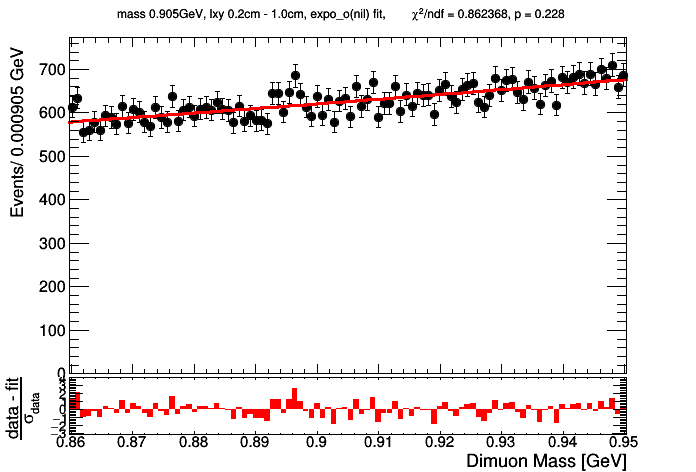 mass 0.905GeV, lxy 0.2cm - 1.0cm, expo_o(nil) fit, χ²/ndf = 0.862368, p = 0.228
Events/ 0.000905 GeV
700
600
500
400
300
200
100
0
data - fit
σdata
0.86 0.87 0.88 0.89 0.9 0.91 0.92 0.93 0.94 0.95
Dimuon Mass [GeV]